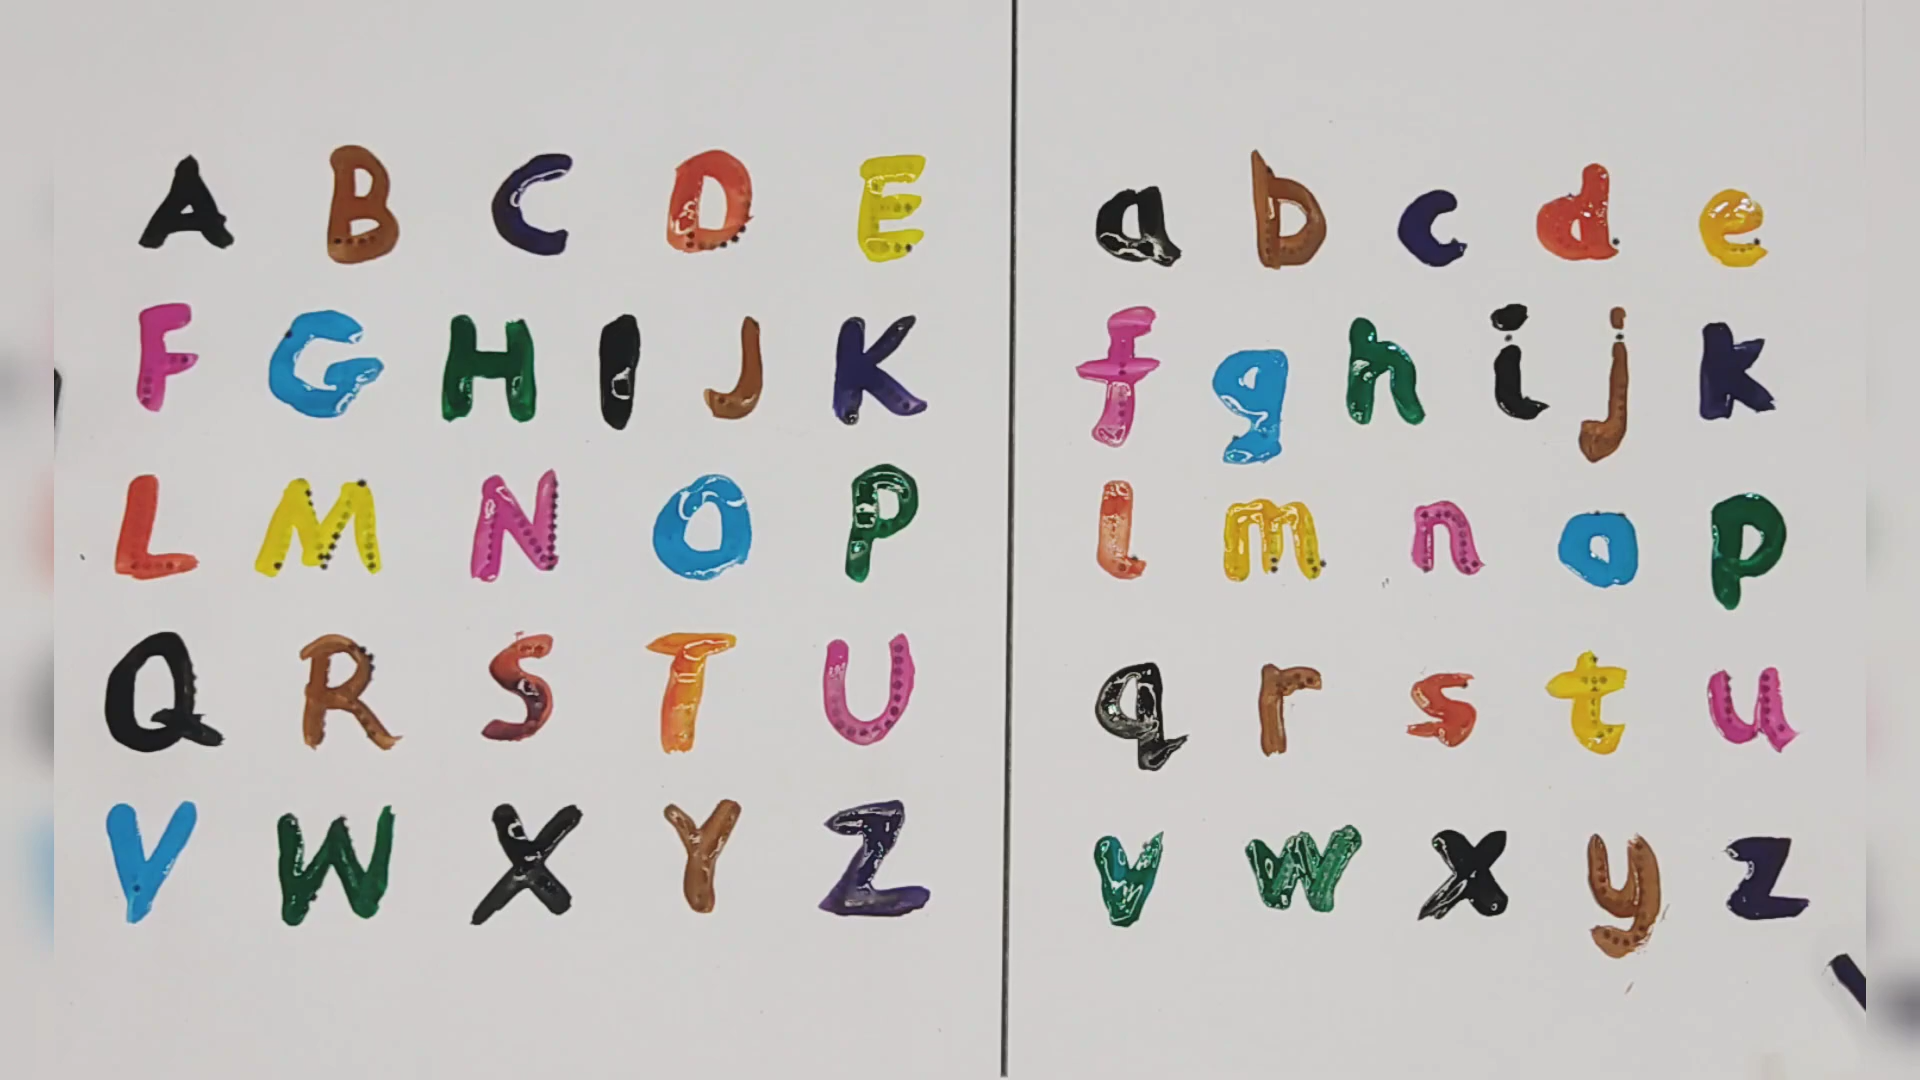 A B C D E
F G H I J K
L M N O P
Q R S T U
V W X Y Z
a b c d e
f g h i j k
l m n o p
q r s t u
v w x y z